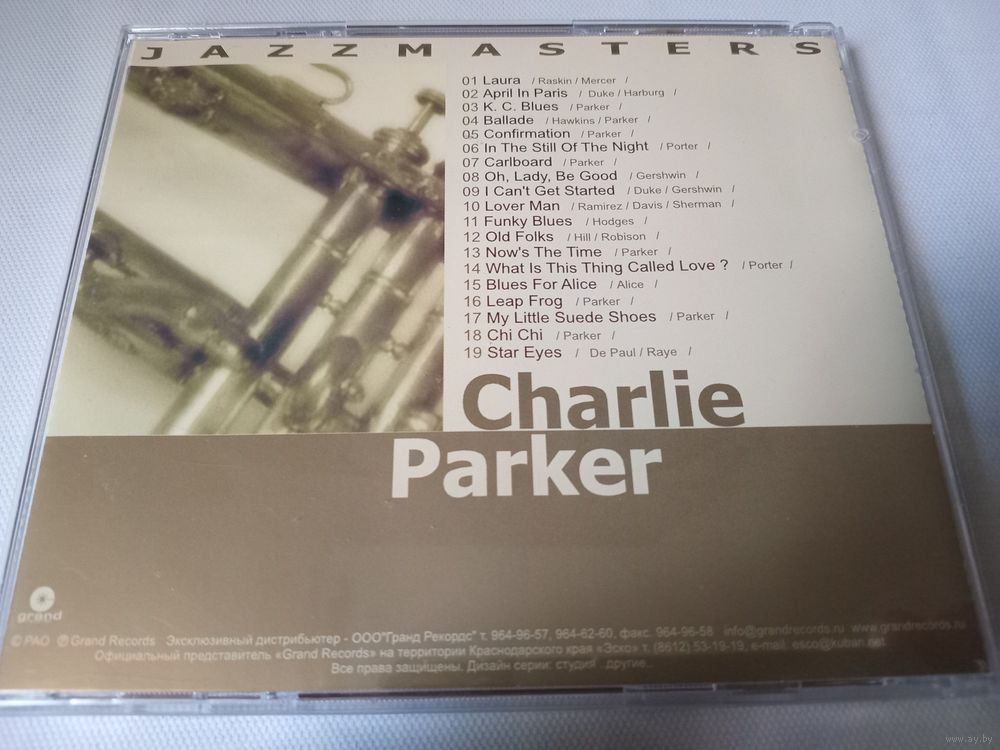 JAZZMASTERS
01 Laura / Raskin / Mercer /
02 April In Paris / Duke / Harburg /
03 K. C. Blues / Parker /
04 Ballade / Hawkins / Parker /
05 Confirmation / Parker /
06 In The Still Of The Night / Porter /
07 Carlboard / Parker /
08 Oh, Lady, Be Good / Gershwin /
09 I Can't Get Started / Duke / Gershwin /
10 Lover Man / Ramirez / Davis / Sherman /
11 Funky Blues / Hodges /
12 Old Folks / Hill / Robison /
13 Now's The Time / Parker /
14 What Is This Thing Called Love ? / Porter /
15 Blues For Alice / Alice /
16 Leap Frog / Parker /
17 My Little Suede Shoes / Parker /
18 Chi Chi / Parker /
19 Star Eyes / De Paul / Raye /
Charlie
Parker
grand
© РАО ℗ Grand Records Эксклюзивный дистрибьютер - ООО"Гранд Рекордс" т. 964-96-57, 964-62-60, факс. 964-96-58 info@grandrecords.ru www.grandrecords.ru
Официальный представитель «Grand Records» на территории Краснодарского края «Эско» т. (8612) 53-19-19, e-mail: esco@kuban.net
Все права защищены. Дизайн серии: студия ..другие..
www.ay.by